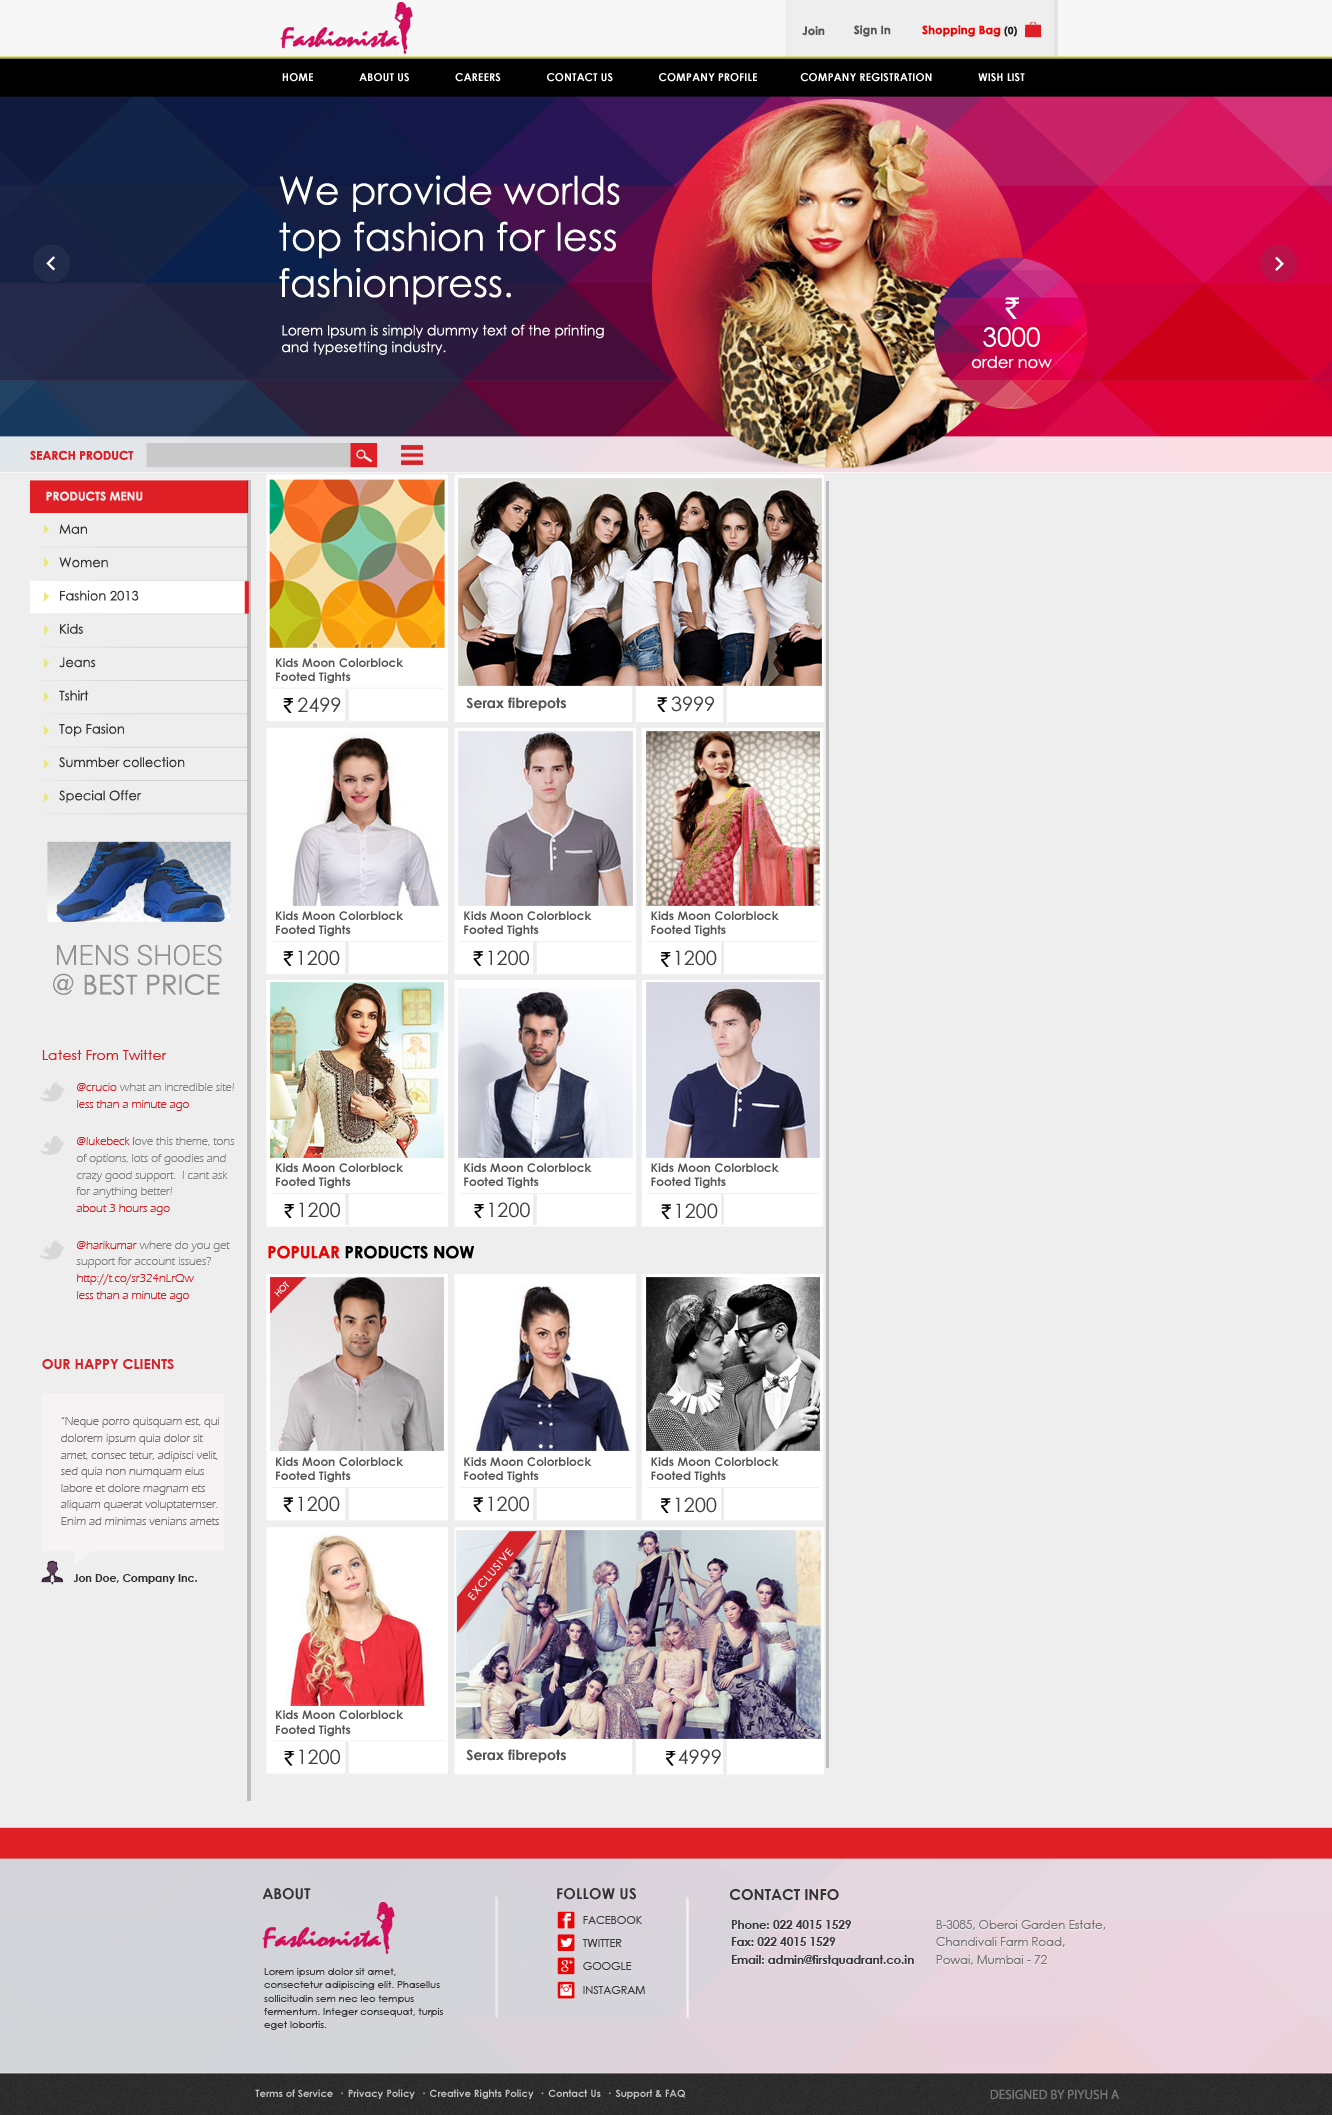 Fashionista
Join
Sign In
Shopping Bag (0)
HOME
ABOUT US
CAREERS
CONTACT US
COMPANY PROFILE
COMPANY REGISTRATION
WISH LIST
We provide worlds
top fashion for less
fashionpress.
Lorem Ipsum is simply dummy text of the printing
and typesetting industry.
₹
3000
order now
SEARCH PRODUCT
PRODUCTS MENU
Man
Women
Fashion 2013
Kids
Jeans
Tshirt
Top Fasion
Summber collection
Special Offer
MENS SHOES
@ BEST PRICE
Latest From Twitter
@crucio what an incredible site!
less than a minute ago
@lukebeck love this theme, tons
of options, lots of goodies and
crazy good support. I cant ask
for anything better!
about 3 hours ago
@harikumar where do you get
support for account issues?
http://t.co/sr324nLrQw
less than a minute ago
OUR HAPPY CLIENTS
“Neque porro quisquam est, qui
dolorem ipsum quia dolor sit
amet, consec tetur, adipisci velit,
sed quia non numquam eius
labore et dolore magnam ets
aliquam quaerat voluptatemser.
Enim ad minimas venians amets
Jon Doe, Company Inc.
Kids Moon Colorblock
Footed Tights
₹ 2499
Serax fibrepots
₹ 3999
Kids Moon Colorblock
Footed Tights
₹ 1200
Kids Moon Colorblock
Footed Tights
₹ 1200
Kids Moon Colorblock
Footed Tights
₹ 1200
Kids Moon Colorblock
Footed Tights
₹ 1200
Kids Moon Colorblock
Footed Tights
₹ 1200
Kids Moon Colorblock
Footed Tights
₹ 1200
POPULAR PRODUCTS NOW
HOT
Kids Moon Colorblock
Footed Tights
₹ 1200
Kids Moon Colorblock
Footed Tights
₹ 1200
Kids Moon Colorblock
Footed Tights
₹ 1200
Kids Moon Colorblock
Footed Tights
₹ 1200
EXCLUSIVE
Serax fibrepots
₹ 4999
ABOUT
Fashionista
Lorem ipsum dolor sit amet,
consectetur adipiscing elit. Phasellus
sollicitudin sem nec leo tempus
fermentum. Integer consequat, turpis
eget lobortis.
FOLLOW US
FACEBOOK
TWITTER
GOOGLE
INSTAGRAM
CONTACT INFO
Phone: 022 4015 1529
Fax: 022 4015 1529
Email: admin@firstquadrant.co.in
B-3085, Oberoi Garden Estate,
Chandivali Farm Road,
Powai, Mumbai - 72
Terms of Service · Privacy Policy · Creative Rights Policy · Contact Us · Support & FAQ
DESIGNED BY PIYUSH A